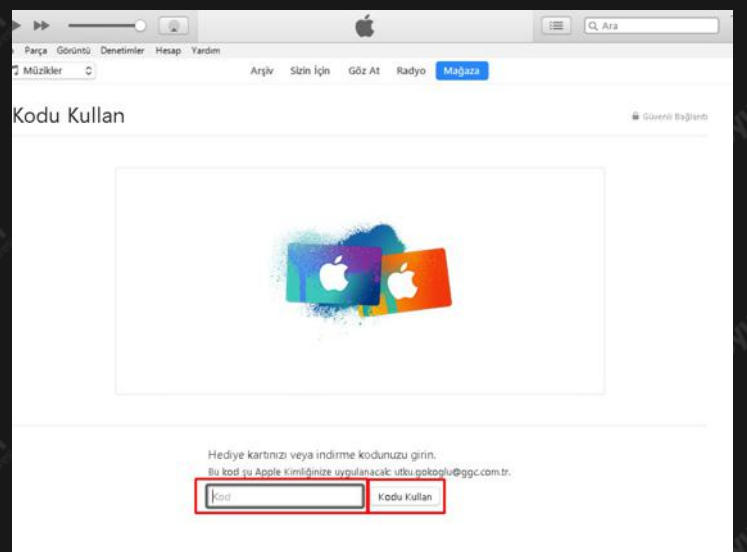 Ara
Parça Görüntü Denetimler Hesap Yardım
Müzikler
Arşiv Sizin İçin Göz At Radyo Mağaza
Kodu Kullan
Güvenli Bağlantı
Hediye kartınızı veya indirme kodunuzu girin.
Bu kod şu Apple Kimliğinize uygulanacak: utku.gokoglu@ggc.com.tr.
Kod
Kodu Kullan